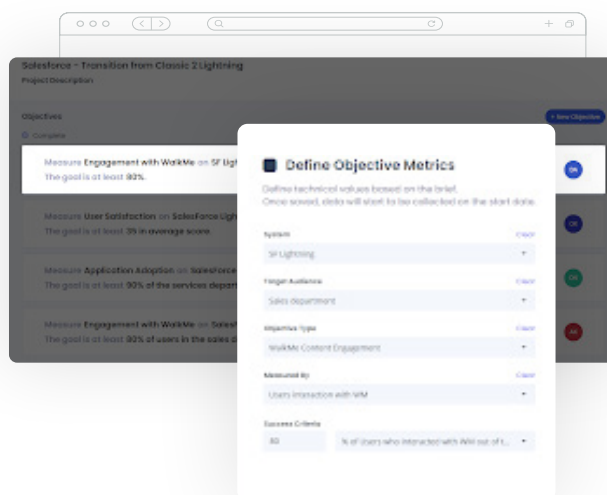 Salesforce - Transition from Classic 2 Lightning
Project Description
Objectives
+ New Objective
Complete
Measure Engagement with WalkMe on SF Ligh
The goal is at least 80%.
Measure User Satisfaction on Salesforce Ligh
The goal is at least 35 in average score.
Measure Application Adoption on Salesforce
The goal is at least 90% of the services depart
Measure Engagement with WalkMe on Salesf
The goal is at least 80% of users in the sales d
Define Objective Metrics
Define technical values based on the brief.
Once saved, data will start to be collected on the start date.
System Clear
SF Lightning
Target Audience Clear
Sales department
Objective Type Clear
WalkMe Content Engagement
Measured By Clear
Users interaction with WM
Success Criteria
80 % of Users who interacted with WM out of t...